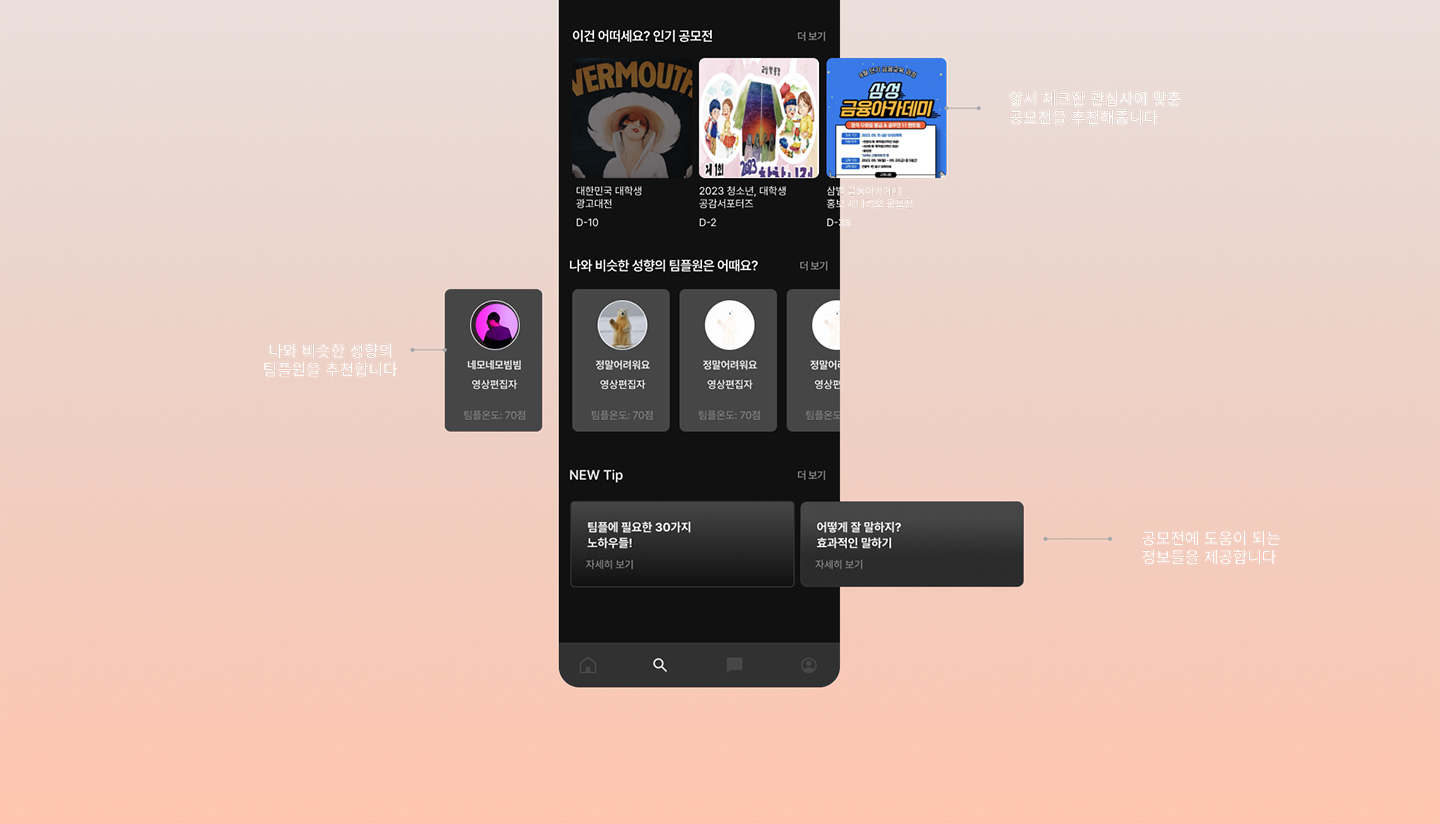 이건 어떠세요? 인기 공모전
더 보기
VERMOUTH
삼성
금융아카데미
앞서 체크한 관심사에 맞춘
공모전을 추천해줍니다
대한민국 대학생
광고대전
D-10
2023 청소년, 대학생
공감서포터즈
D-2
삼성 금융아카데미
나와 비슷한 성향의 팀플원은 어때요?
더 보기
나와 비슷한 성향의
팀플원을 추천합니다
네모네모빔빔
영상편집자
팀플온도: 70점
정말어려워요
영상편집자
팀플온도: 70점
정말어려워요
영상편집자
팀플온도: 70점
정말어려
영상편
팀플온도
NEW Tip
더 보기
팀플에 필요한 30가지
노하우들!
자세히 보기
어떻게 잘 말하지?
효과적인 말하기
자세히 보기
공모전에 도움이 되는
정보들을 제공합니다